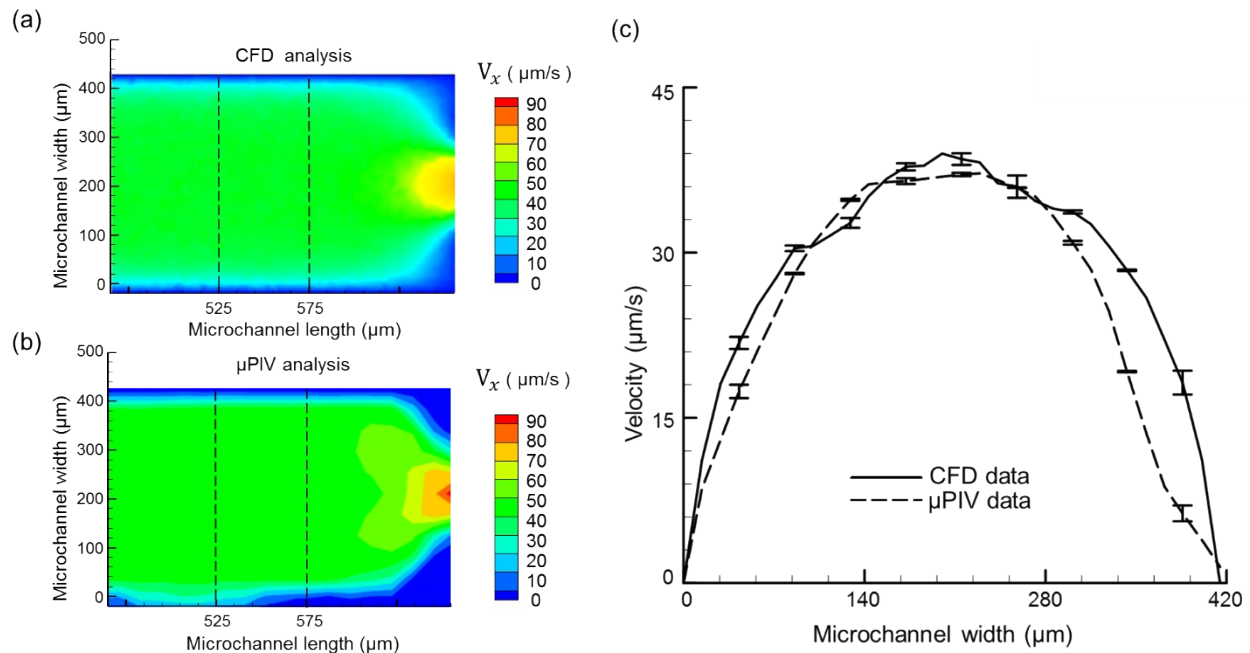 (a)
CFD analysis
500
400
300
200
100
0
Microchannel width (µm)
525
575
Microchannel length (µm)
V_x ( µm/s )
90
80
70
60
50
40
30
20
10
0
(b)
µPIV analysis
500
400
300
200
100
0
Microchannel width (µm)
525
575
Microchannel length (µm)
V_x ( µm/s )
90
80
70
60
50
40
30
20
10
0
(c)
45
30
15
0
Velocity (µm/s)
CFD data
µPIV data
0
140
280
420
Microchannel width (µm)